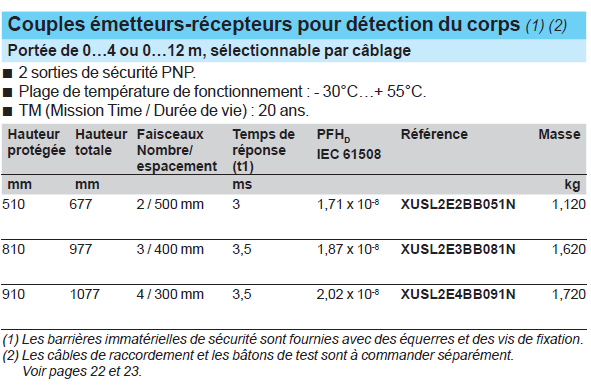 Couples émetteurs-récepteurs pour détection du corps (1) (2)
Portée de 0…4 ou 0…12 m, sélectionnable par câblage
■ 2 sorties de sécurité PNP.
■ Plage de température de fonctionnement : - 30°C…+ 55°C.
■ TM (Mission Time / Durée de vie) : 20 ans.
Hauteur protégée Hauteur totale Faisceaux Nombre/ espacement Temps de réponse (t1) PFHD IEC 61508 Référence Masse
mm mm ms kg
510 677 2 / 500 mm 3 1,71 x 10-8 XUSL2E2BB051N 1,120
810 977 3 / 400 mm 3,5 1,87 x 10-8 XUSL2E3BB081N 1,620
910 1077 4 / 300 mm 3,5 2,02 x 10-8 XUSL2E4BB091N 1,720
(1) Les barrières immatérielles de sécurité sont fournies avec des équerres et des vis de fixation.
(2) Les câbles de raccordement et les bâtons de test sont à commander séparément.
Voir pages 22 et 23.